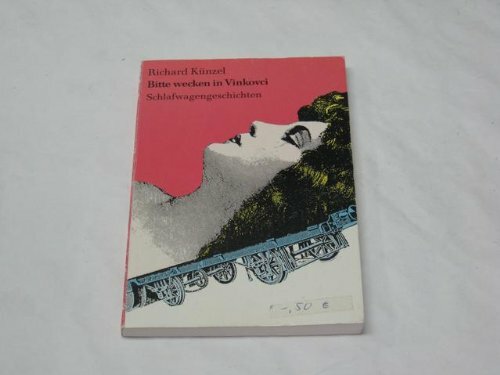 Richard Künzel
Bitte wecken in Vinkovci
Schlafwagengeschichten
-,50 €